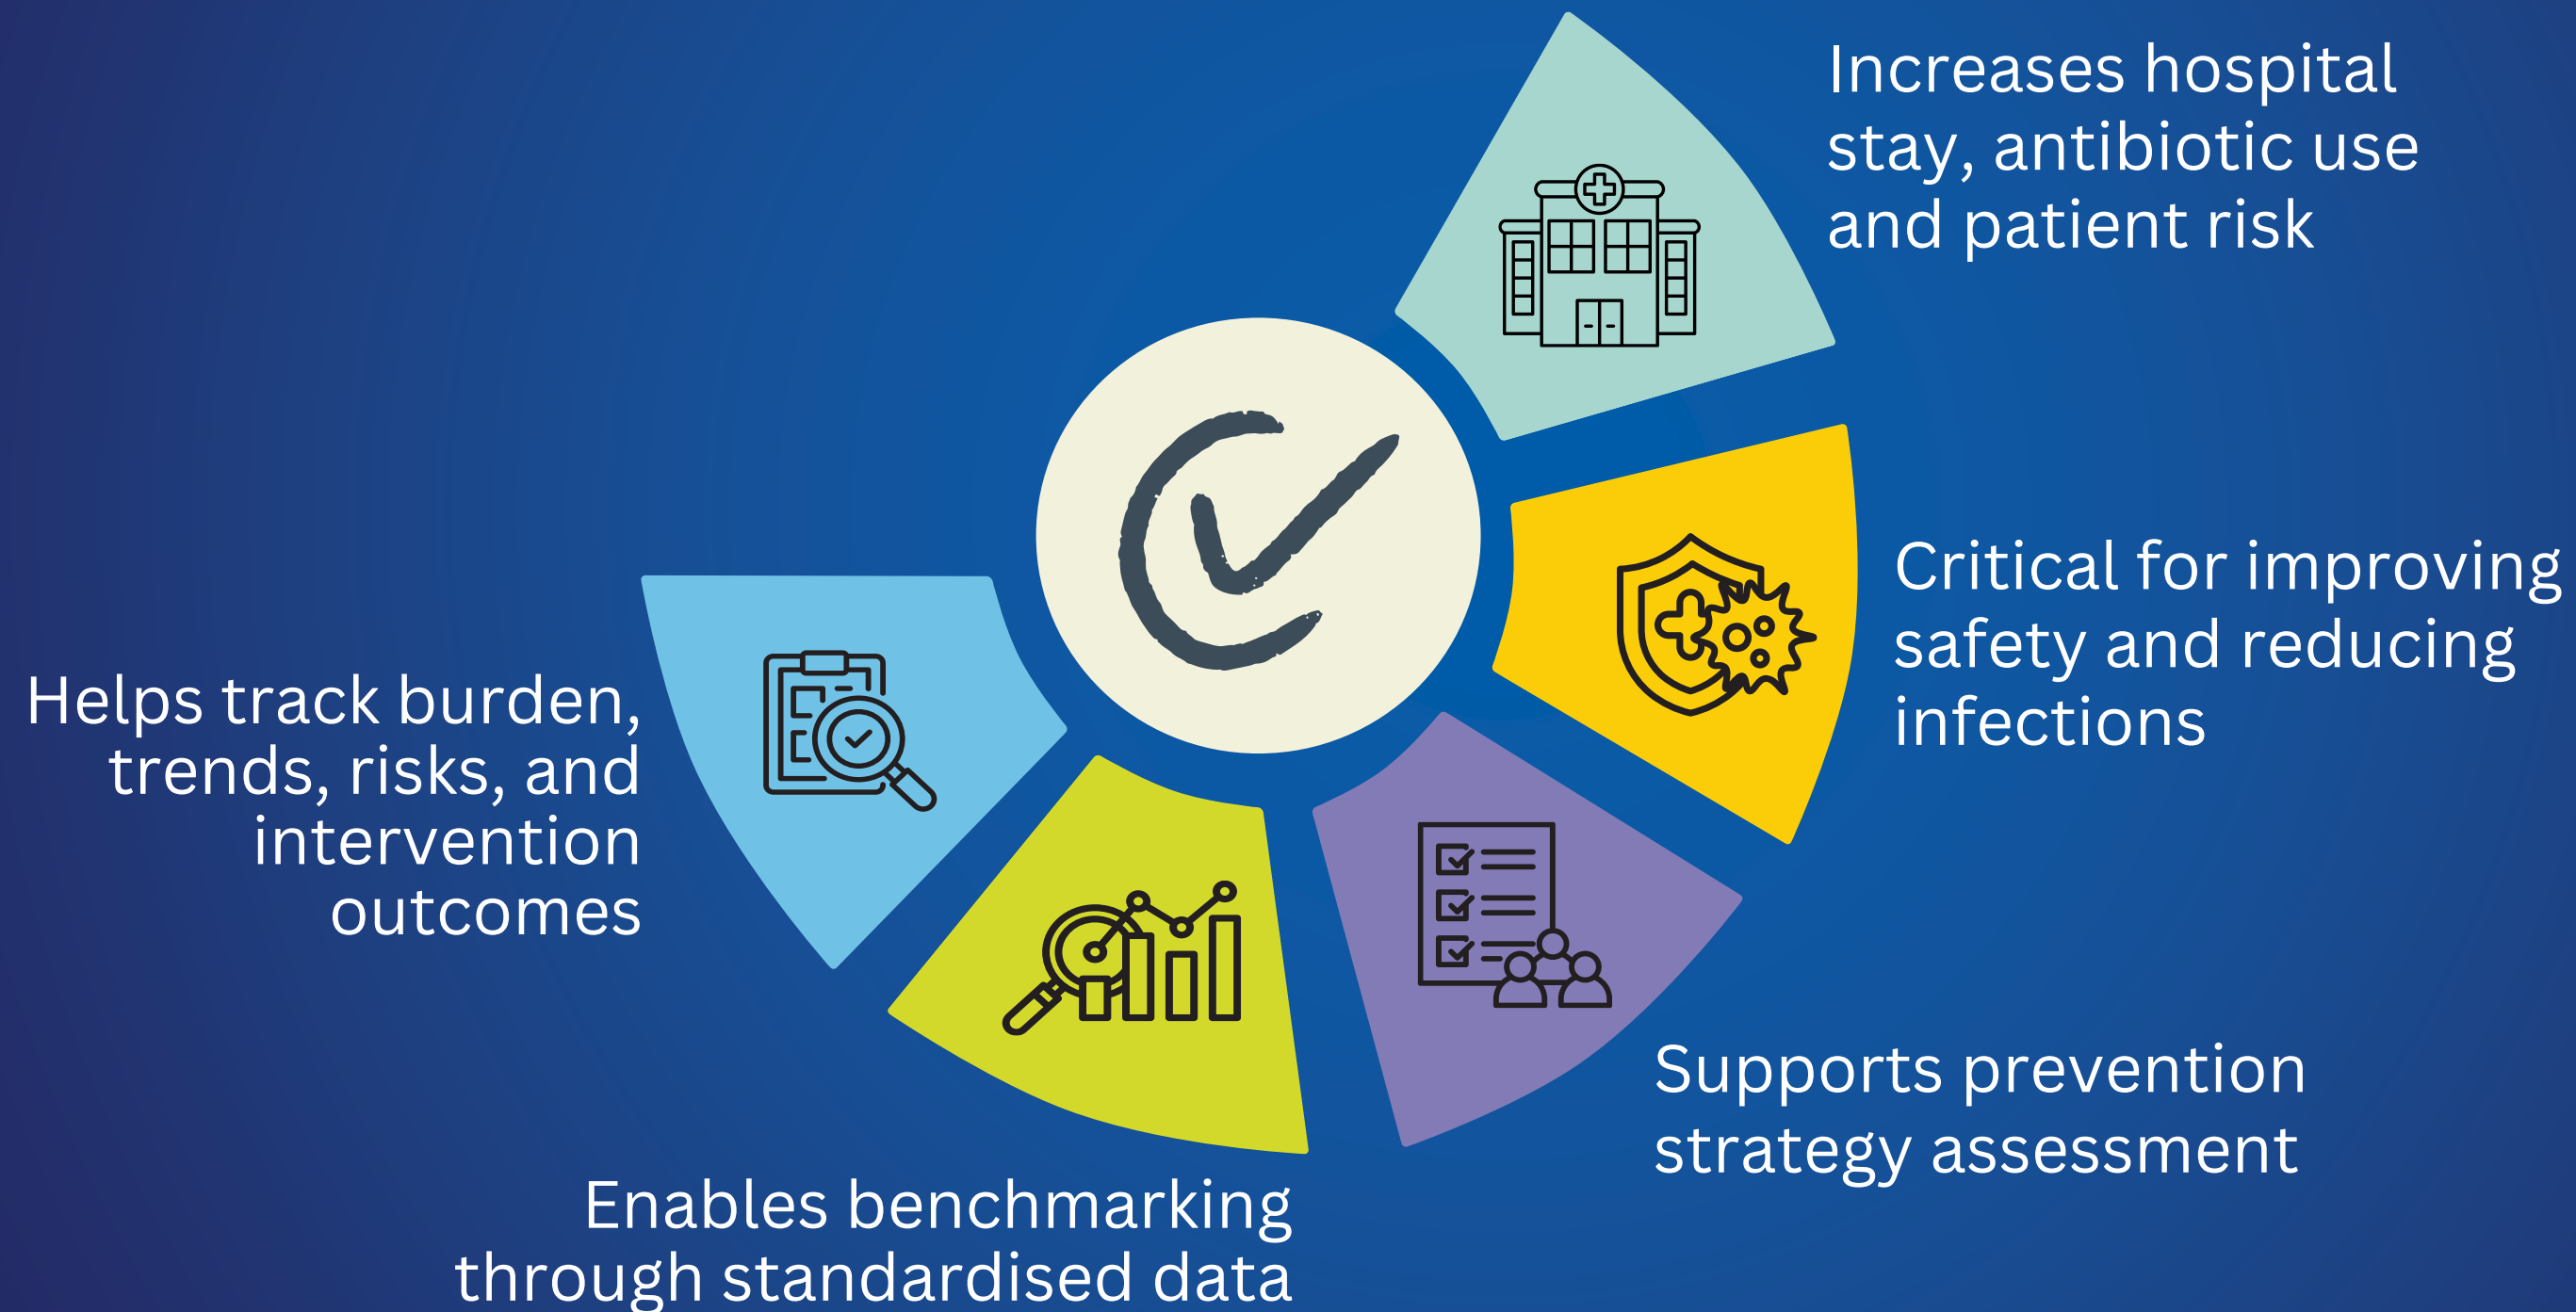 Increases hospital
stay, antibiotic use
and patient risk
Critical for improving
safety and reducing
infections
Supports prevention
strategy assessment
Enables benchmarking
through standardised data
Helps track burden,
trends, risks, and
intervention
outcomes